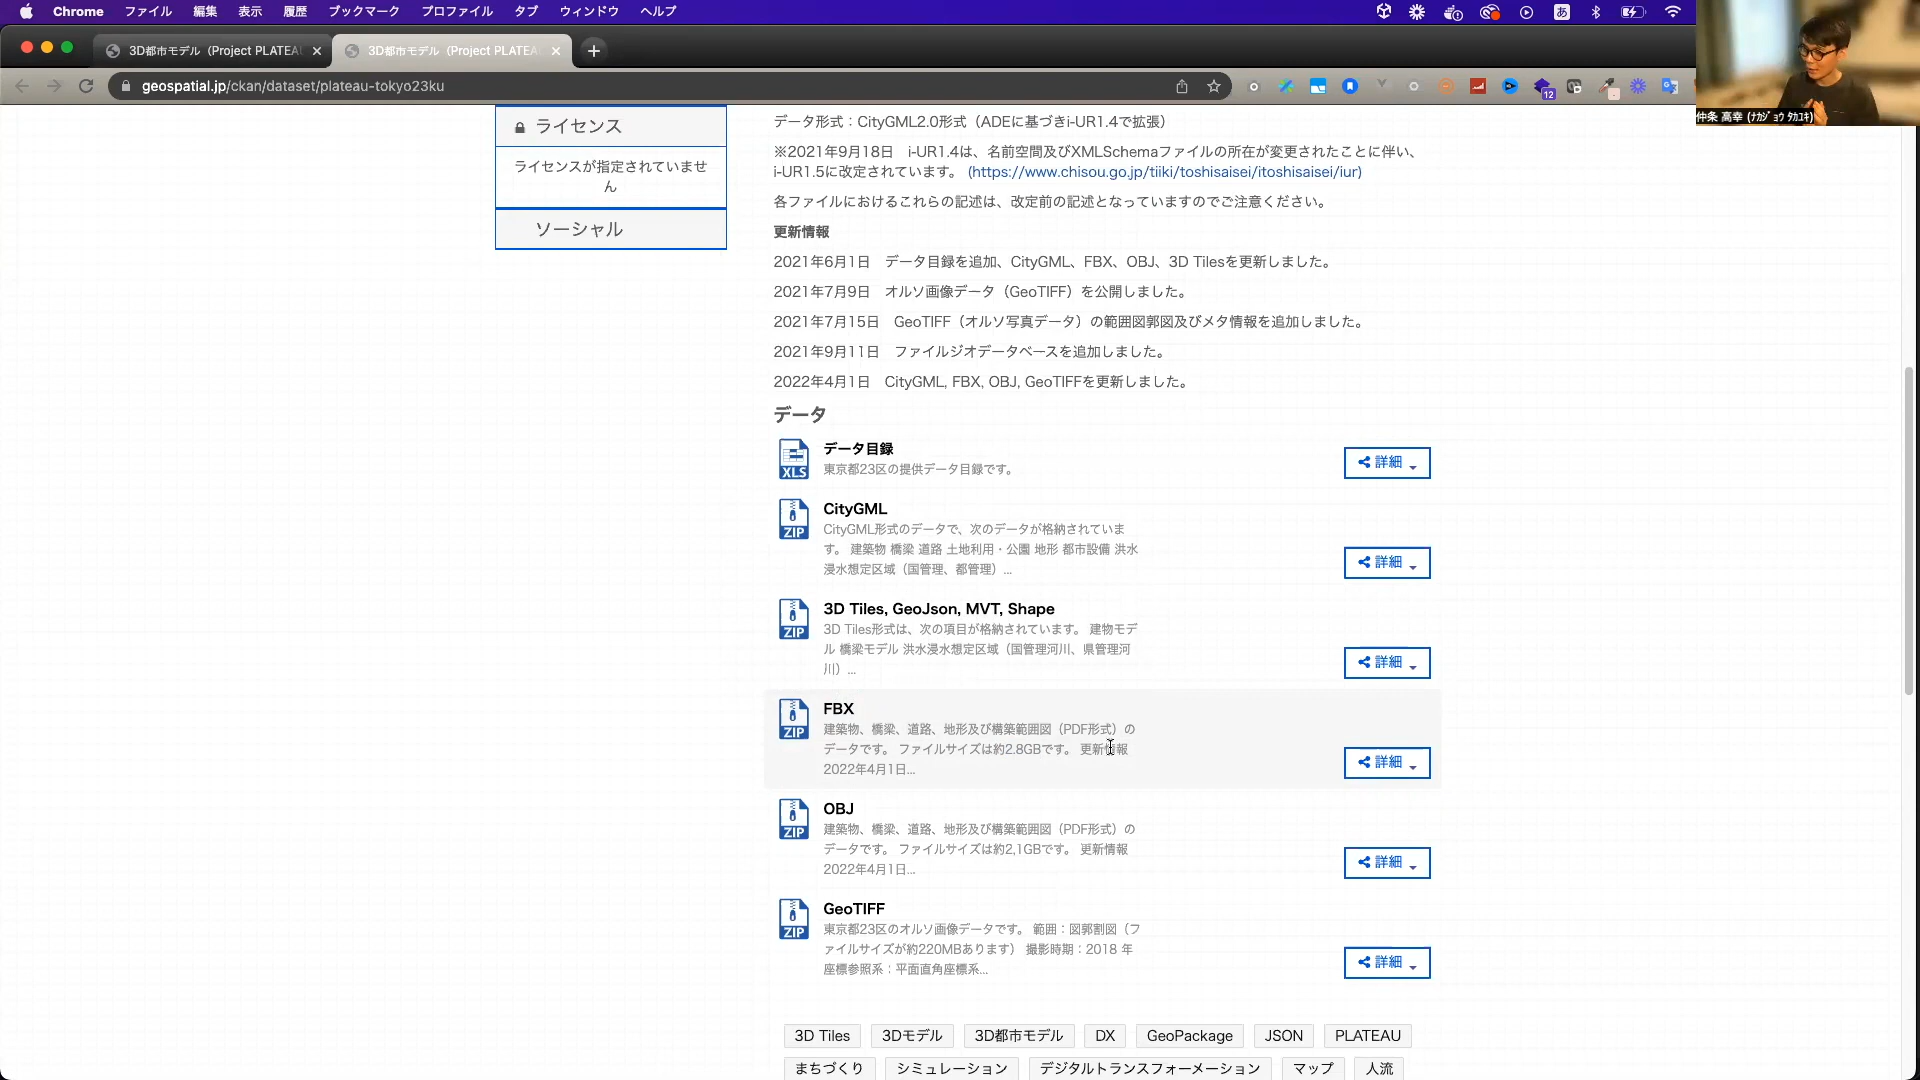 Chrome ファイル 編集 表示 履歴 ブックマーク プロファイル タブ ウィンドウ ヘルプ あ
3D都市モデル（Project PLATEA
3D都市モデル（Project PLATEA
geospatial.jp/ckan/dataset/plateau-tokyo23ku
12
仲条 高幸 (ﾅｶｼﾞｮｳ ﾀｶﾕｷ)
ライセンス
ライセンスが指定されていませ
ん
ソーシャル
データ形式：CityGML2.0形式（ADEに基づきi-UR1.4で拡張）
※2021年9月18日　i-UR1.4は、名前空間及びXMLSchemaファイルの所在が変更されたことに伴い、
i-UR1.5に改定されています。 (https://www.chisou.go.jp/tiiki/toshisaisei/itoshisaisei/iur)
各ファイルにおけるこれらの記述は、改定前の記述となっていますのでご注意ください。
更新情報
2021年6月1日　データ目録を追加、CityGML、FBX、OBJ、3D Tilesを更新しました。
2021年7月9日　オルソ画像データ（GeoTIFF）を公開しました。
2021年7月15日　GeoTIFF（オルソ写真データ）の範囲図郭図及びメタ情報を追加しました。
2021年9月11日　ファイルジオデータベースを追加しました。
2022年4月1日　CityGML, FBX, OBJ, GeoTIFFを更新しました。
データ
XLS
データ目録
東京都23区の提供データ目録です。
詳細
ZIP
CityGML
CityGML形式のデータで、次のデータが格納されていま
す。 建築物 橋梁 道路 土地利用・公園 地形 都市設備 洪水
浸水想定区域（国管理、都管理）...
詳細
ZIP
3D Tiles, GeoJson, MVT, Shape
3D Tiles形式は、次の項目が格納されています。 建物モデ
ル 橋梁モデル 洪水浸水想定区域（国管理河川、県管理河
川）...
詳細
ZIP
FBX
建築物、橋梁、道路、地形及び構築範囲図（PDF形式）の
データです。 ファイルサイズは約2.8GBです。 更新情報
2022年4月1日...
詳細
ZIP
OBJ
建築物、橋梁、道路、地形及び構築範囲図（PDF形式）の
データです。 ファイルサイズは約2,1GBです。 更新情報
2022年4月1日...
詳細
ZIP
GeoTIFF
東京都23区のオルソ画像データです。 範囲：図郭割図（フ
ァイルサイズが約220MBあります） 撮影時期：2018 年
座標参照系：平面直角座標系...
詳細
3D Tiles 3Dモデル 3D都市モデル DX GeoPackage JSON PLATEAU
まちづくり シミュレーション デジタルトランスフォーメーション マップ 人流